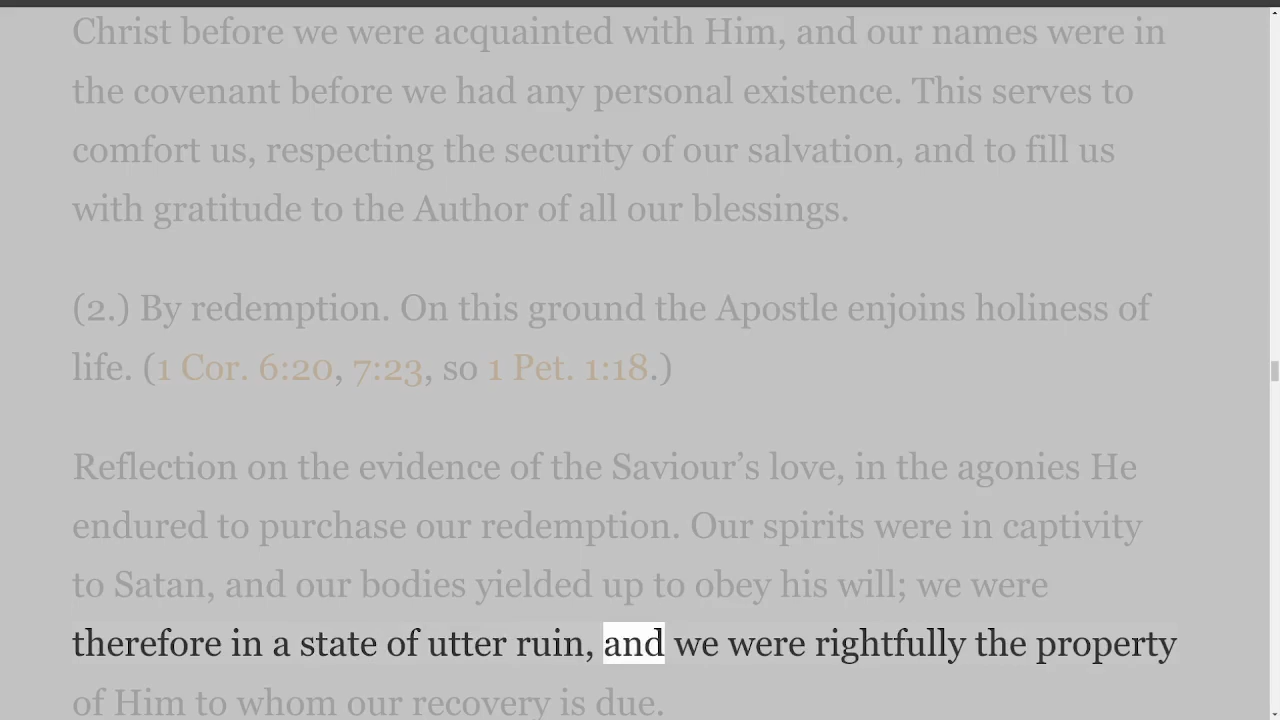 Christ before we were acquainted with Him, and our names were in
the covenant before we had any personal existence. This serves to
comfort us, respecting the security of our salvation, and to fill us
with gratitude to the Author of all our blessings.
(2.) By redemption. On this ground the Apostle enjoins holiness of
life. (1 Cor. 6:20, 7:23, so 1 Pet. 1:18.)
Reflection on the evidence of the Saviour’s love, in the agonies He
endured to purchase our redemption. Our spirits were in captivity
to Satan, and our bodies yielded up to obey his will; we were
therefore in a state of utter ruin, and we were rightfully the property
of Him to whom our recovery is due.